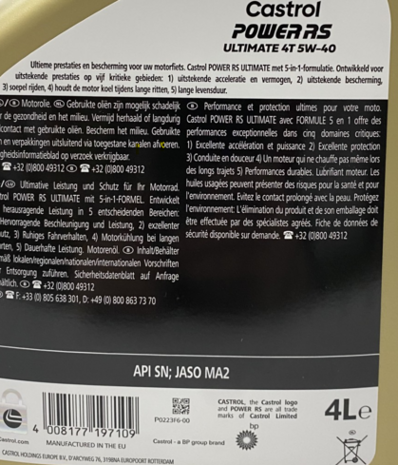 Castrol
POWER RS
ULTIMATE 4T 5W-40
Ultieme prestaties en bescherming voor uw motorfiets. Castrol POWER RS ULTIMATE met 5-in-1-formulatie. Ontwikkeld voor
uitstekende prestaties op vijf kritieke gebieden: 1) uitstekende acceleratie en vermogen, 2) uitstekende bescherming,
3) soepel rijden, 4) houdt de motor koel tijdens lange ritten, 5) lange levensduur.
Motorolie. NL Gebruikte oliën zijn mogelijk schadelijk
r de gezondheid en het milieu. Vermijd herhaald of langdurig
contact met gebruikte oliën. Bescherm het milieu. Gebruikte
n en verpakkingen uitsluitend via toegestane kanalen afvoeren.
gheidsinformatieblad op verzoek verkrijgbaar.
☎ +32 (0)800 49312 ☎ +32 (0)800 49312
Ultimative Leistung und Schutz für Ihr Motorrad.
trol POWER RS ULTIMATE mit 5-in-1-FORMEL. Entwickelt
herausragende Leistung in 5 entscheidenden Bereichen:
Hervorragende Beschleunigung und Leistung, 2) exzellenter
utz, 3) Ruhiges Fahrverhalten, 4) Motorkühlung bei langen
rten, 5) Dauerhafte Leistung. Motorenöl. Inhalt/Behälter
mäß lokalen/regionalen/nationalen/internationalen Vorschriften
Entsorgung zuführen. Sicherheitsdatenblatt auf Anfrage
ältlich. ☎ +32 (0)800 49312
☎ F: +33 (0) 805 638 301, D: +49 (0) 800 863 73 70
Performance et protection ultimes pour votre moto.
Castrol POWER RS ULTIMATE avec FORMULE 5 en 1 offre des
performances exceptionnelles dans cinq domaines critiques:
1) Excellente accélération et puissance 2) Excellente protection
3) Conduite en douceur 4) Un moteur qui ne chauffe pas même lors
des longs trajets 5) Performances durables. Lubrifiant moteur. Les
huiles usagées peuvent présenter des risques pour la santé et pour
l'environnement. Evitez le contact prolongé avec la peau. Protégez
l'environnement: L'élimination du produit et de son emballage doit
être effectuée par des spécialistes agréés. Fiche de données de
sécurité disponible sur demande. ☎ +32 (0)800 49312
API SN; JASO MA2
4 008177 197109
P0223F6-00
CASTROL, the Castrol logo
and POWER RS are all trade
marks of Castrol Limited
4L e
bp
Castrol.com
MANUFACTURED IN THE EU
Castrol - a BP group brand
CASTROL HOLDINGS EUROPE B.V., D'ARCYWEG 76, 3198NA EUROPOORT ROTTERDAM